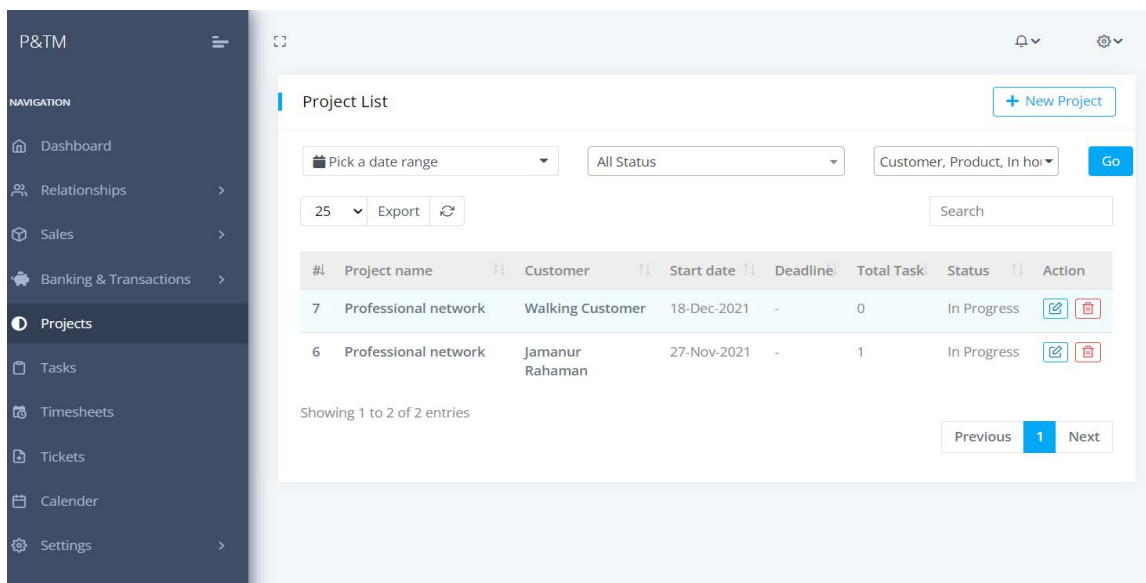 P&TM
NAVIGATION
Dashboard
Relationships
Sales
Banking & Transactions
Projects
Tasks
Timesheets
Tickets
Calender
Settings
Project List
+ New Project
Pick a date range
All Status
Customer, Product, In hou
Go
25
Export
Search
# Project name Customer Start date Deadline Total Task Status Action
7 Professional network Walking Customer 18-Dec-2021 - 0 In Progress
6 Professional network Jamanur 27-Nov-2021 - 1 In Progress
Rahaman
Showing 1 to 2 of 2 entries
Previous 1 Next